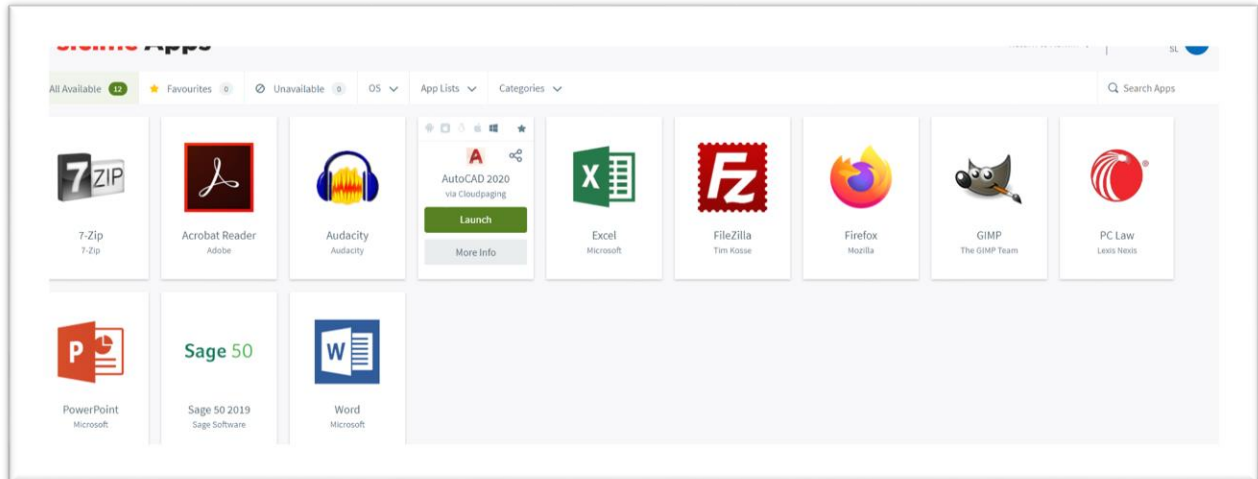 Apps
SL
All Available 12
Favourites 0
Unavailable 0
OS
App Lists
Categories
Search Apps
7 ZIP
7-Zip
7-Zip
Acrobat Reader
Adobe
Audacity
Audacity
A
AutoCAD 2020
via Cloudpaging
Launch
More Info
X
Excel
Microsoft
Fz
FileZilla
Tim Kosse
Firefox
Mozilla
GIMP
The GIMP Team
PC Law
Lexis Nexis
P
PowerPoint
Microsoft
Sage 50
Sage 50 2019
Sage Software
W
Word
Microsoft